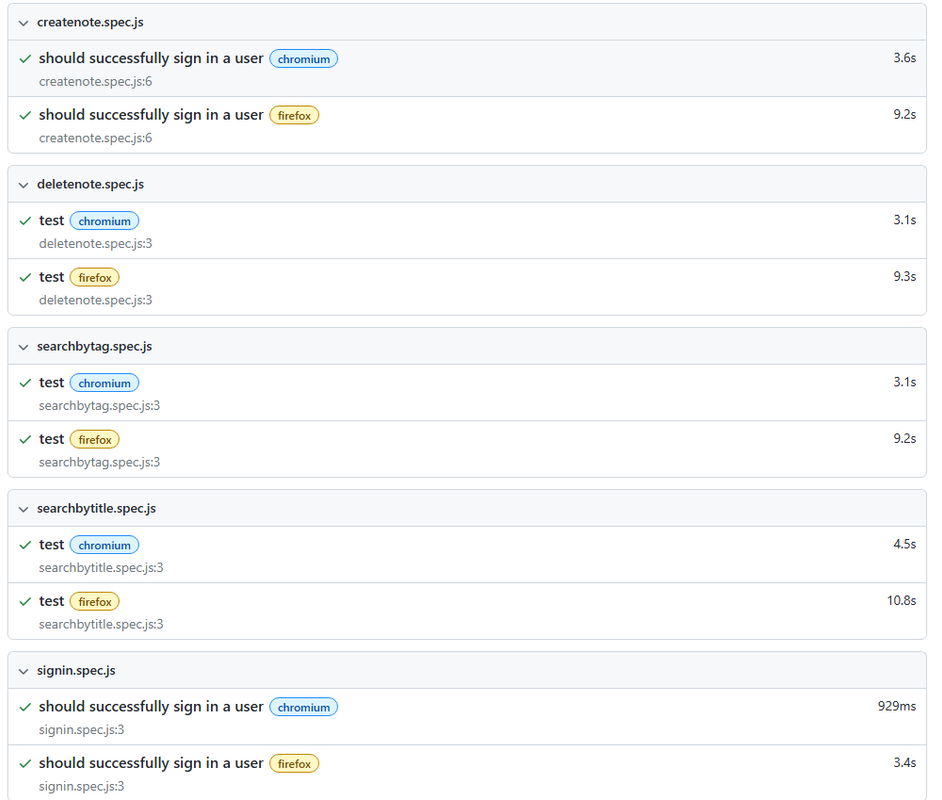 createnote.spec.js
should successfully sign in a user chromium 3.6s
createnote.spec.js:6
should successfully sign in a user firefox 9.2s
createnote.spec.js:6
deletenote.spec.js
test chromium 3.1s
deletenote.spec.js:3
test firefox 9.3s
deletenote.spec.js:3
searchbytag.spec.js
test chromium 3.1s
searchbytag.spec.js:3
test firefox 9.2s
searchbytag.spec.js:3
searchbytitle.spec.js
test chromium 4.5s
searchbytitle.spec.js:3
test firefox 10.8s
searchbytitle.spec.js:3
signin.spec.js
should successfully sign in a user chromium 929ms
signin.spec.js:3
should successfully sign in a user firefox 3.4s
signin.spec.js:3